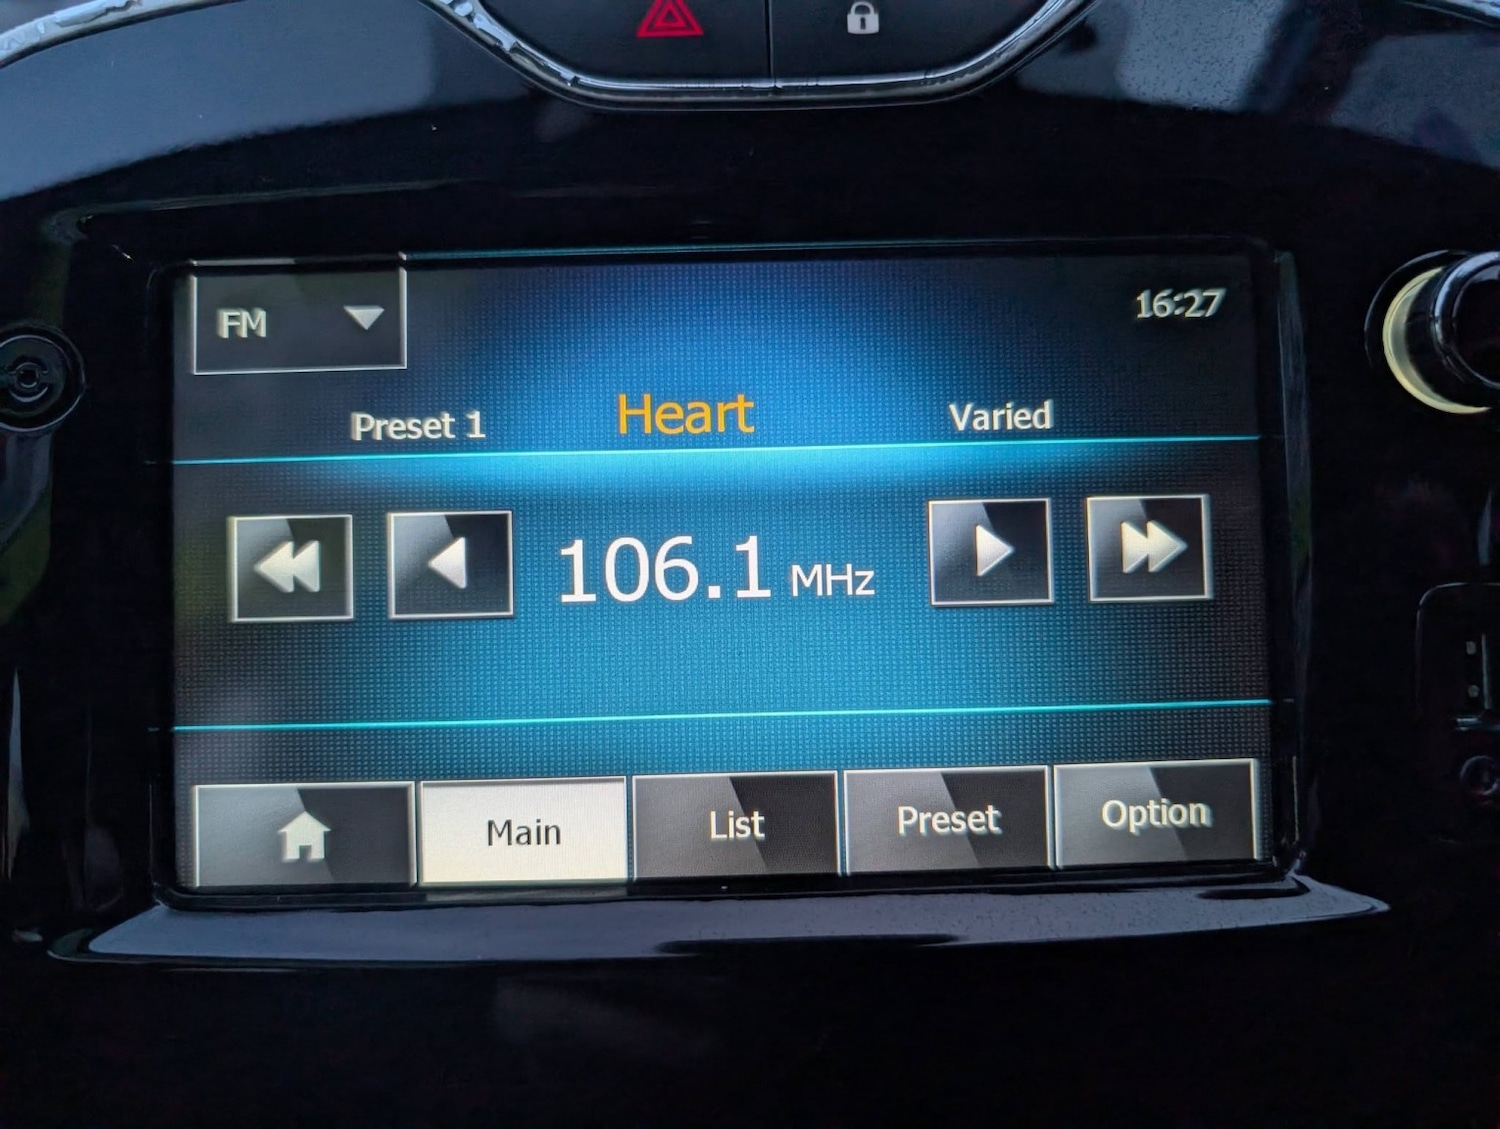 FM
16:27
Preset 1
Heart
Varied
106.1 MHz
Main
List
Preset
Option